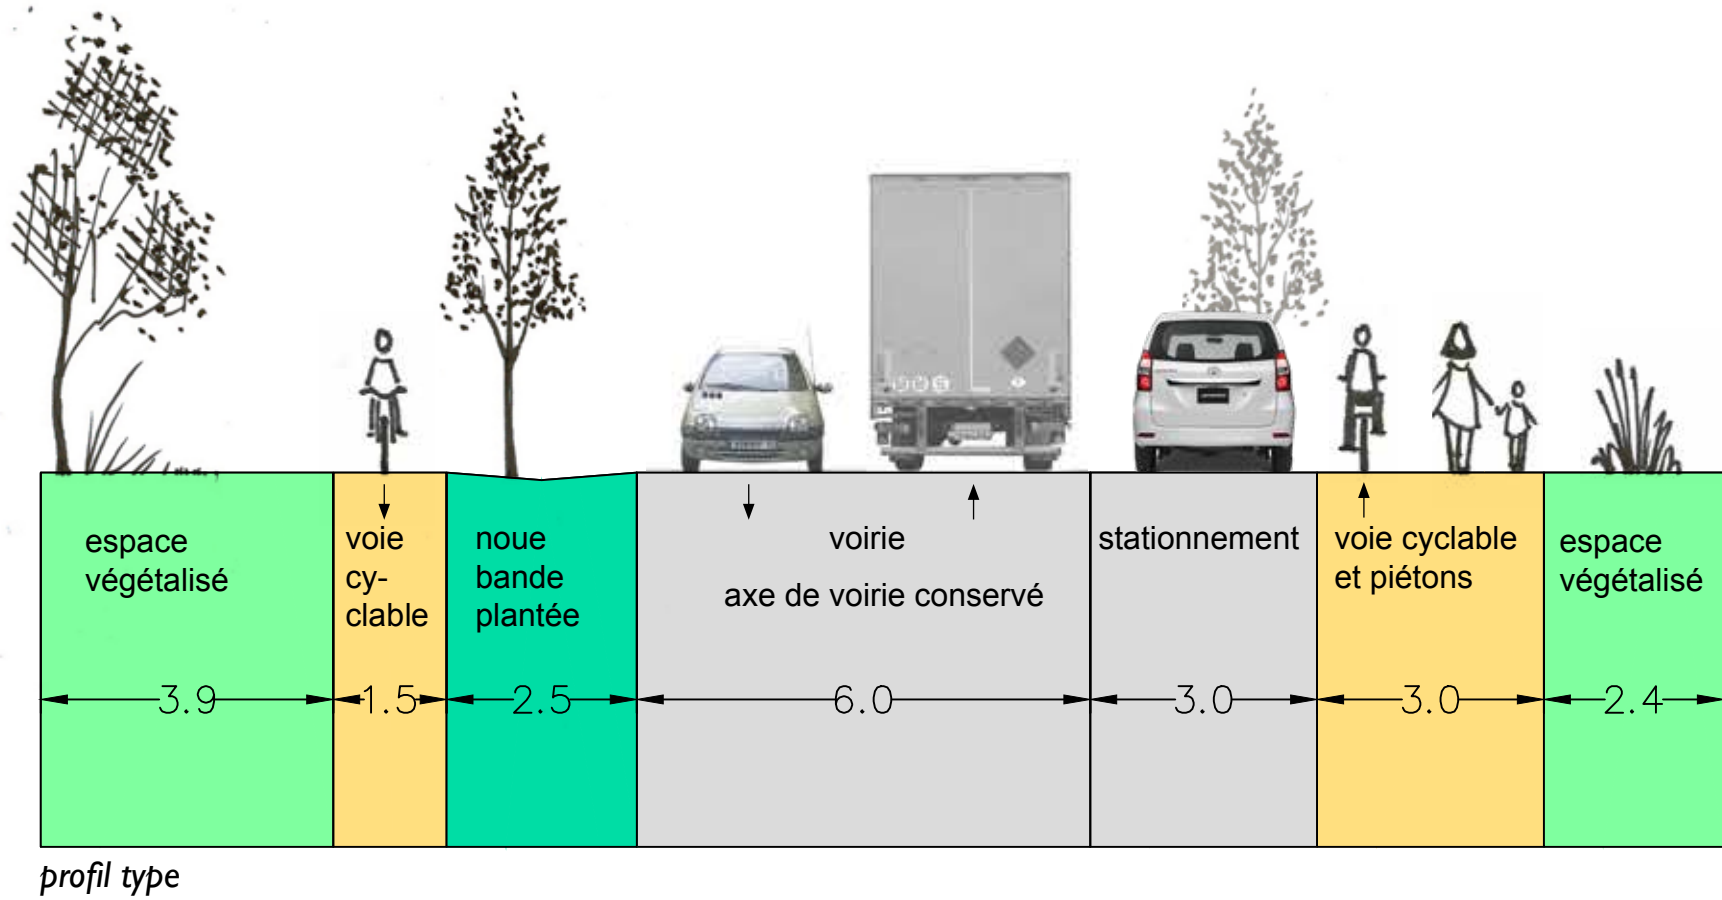 espace
végétalisé
voie
cy-
clable
noue
bande
plantée
voirie
axe de voirie conservé
stationnement
voie cyclable
et piétons
espace
végétalisé
3.9
1.5
2.5
6.0
3.0
3.0
2.4
profil type